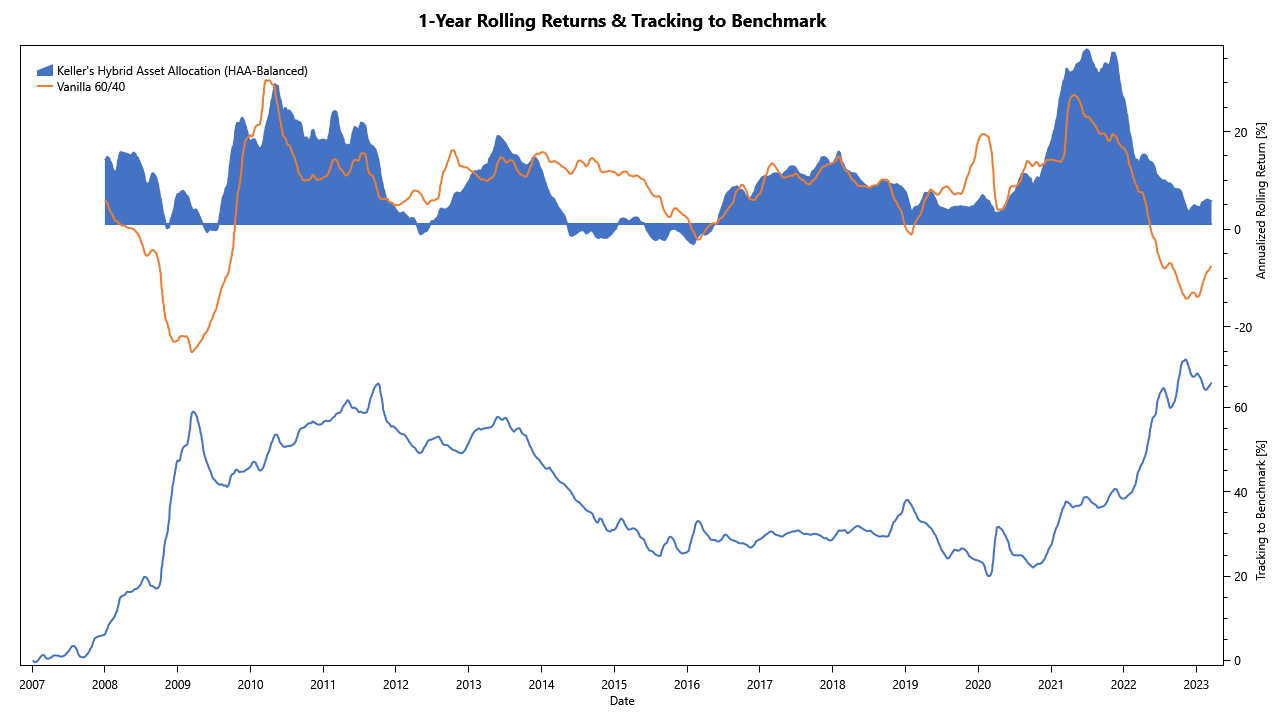 1-Year Rolling Returns & Tracking to Benchmark
Keller's Hybrid Asset Allocation (HAA-Balanced)
Vanilla 60/40
20
0
-20
Annualized Rolling Return [%]
60
40
20
0
Tracking to Benchmark [%]
2007 2008 2009 2010 2011 2012 2013 2014 2015 2016 2017 2018 2019 2020 2021 2022 2023
Date